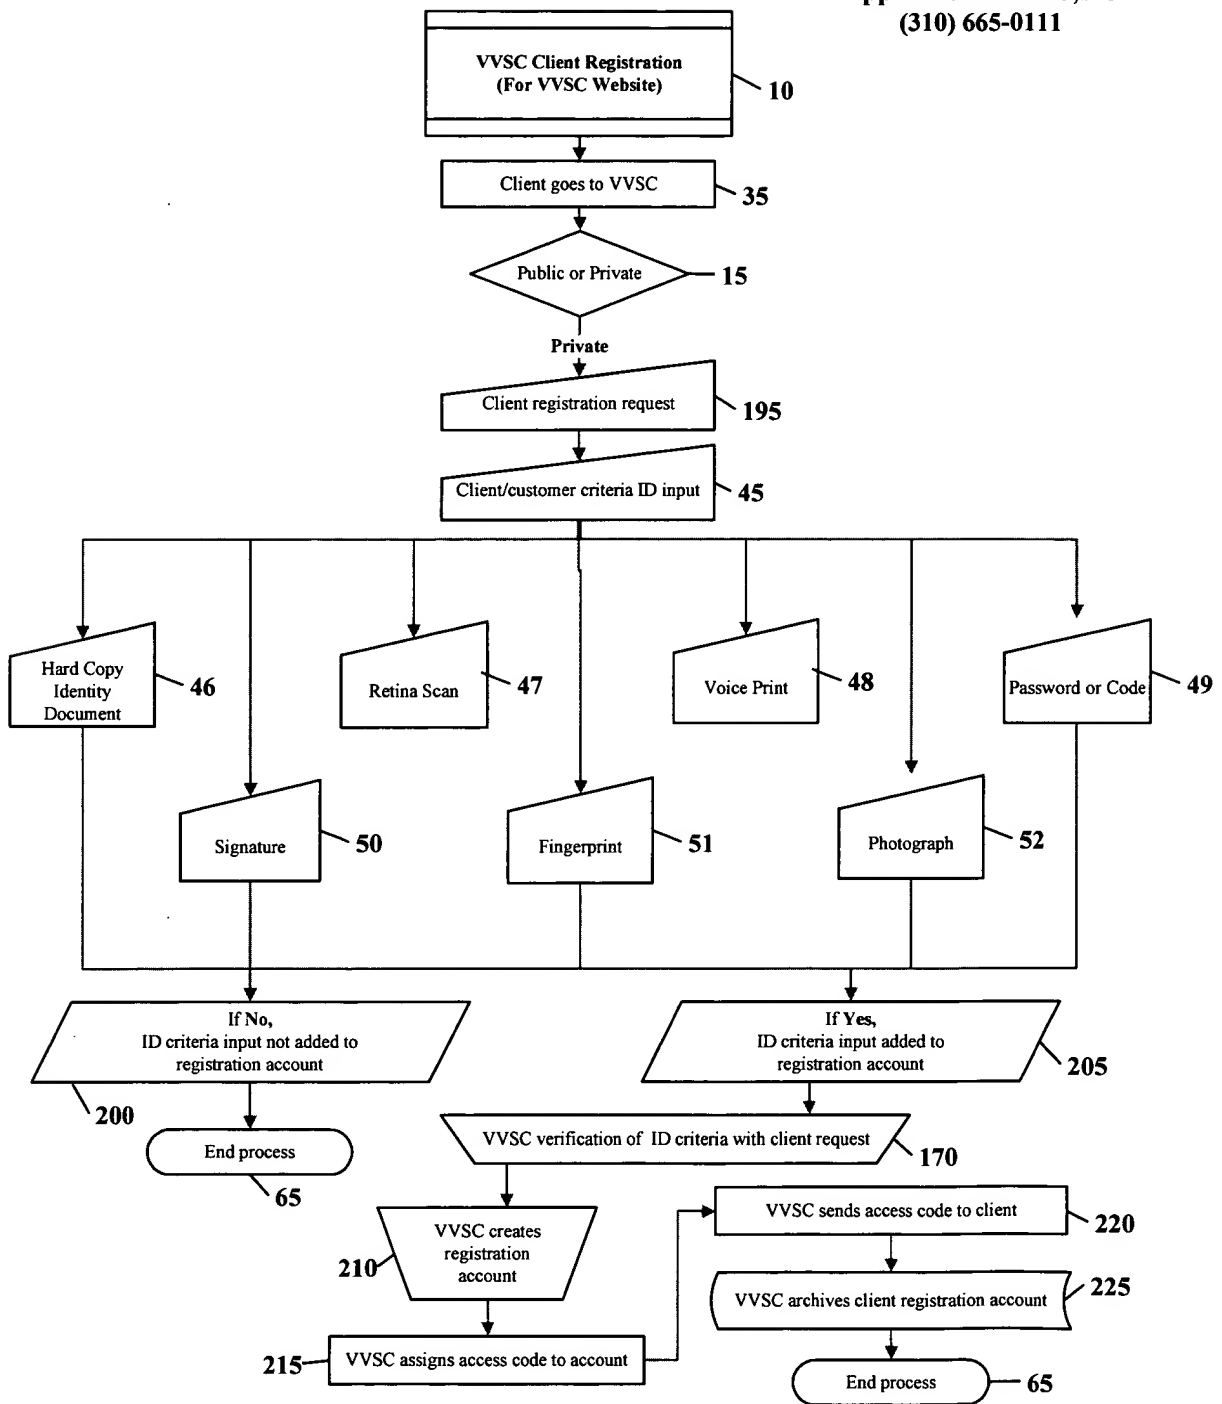 (310) 665-0111
VVSC Client Registration
(For VVSC Website)
10
Client goes to VVSC
35
Public or Private
15
Private
Client registration request
195
Client/customer criteria ID input
45
Hard Copy
Identity
Document
46
Retina Scan
47
Voice Print
48
Password or Code
49
Signature
50
Fingerprint
51
Photograph
52
If No,
ID criteria input not added to
registration account
200
If Yes,
ID criteria input added to
registration account
205
End process
65
VVSC verification of ID criteria with client request
170
VVSC creates
registration
account
210
VVSC sends access code to client
220
VVSC archives client registration account
225
215
VVSC assigns access code to account
End process
65